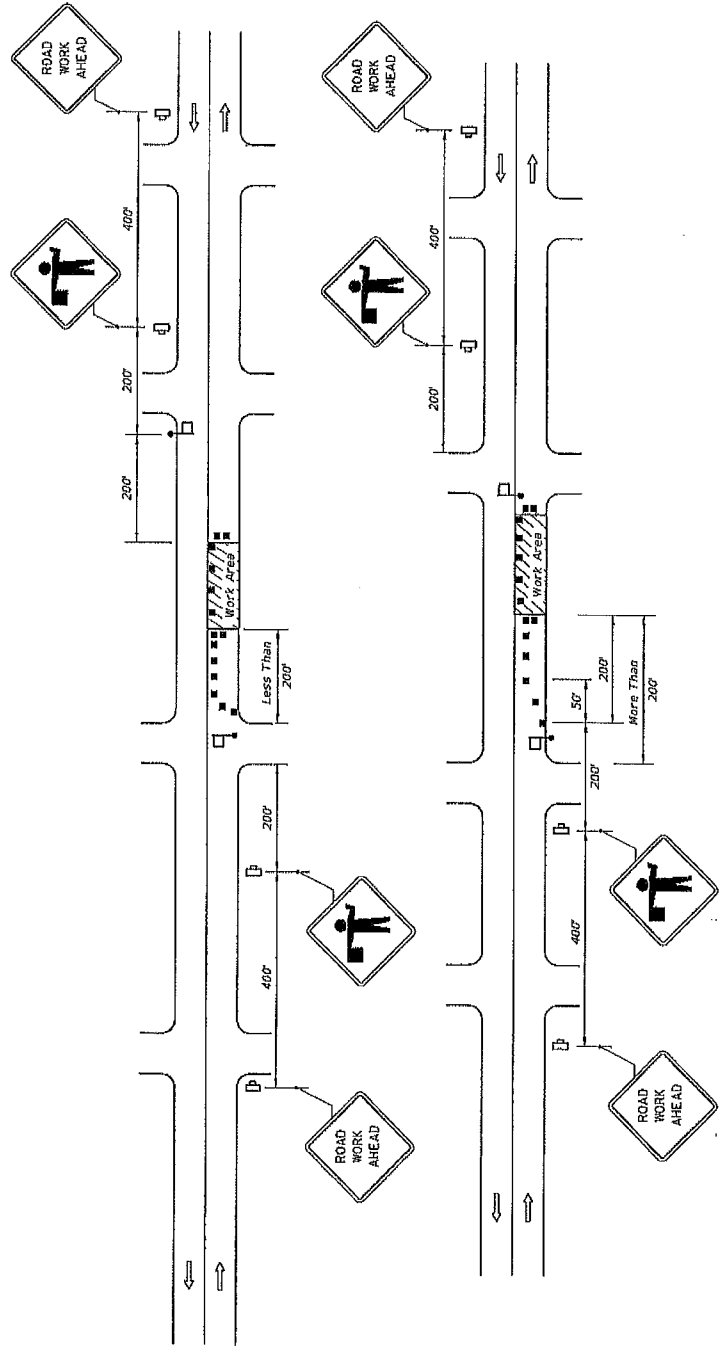 ROAD
WORK
AHEAD
400'
200'
200'
Work Area
Less Than
200'
200'
400'
ROAD
WORK
AHEAD
ROAD
WORK
AHEAD
400'
200'
Work Area
200'
More Than
200'
50'
200'
400'
ROAD
WORK
AHEAD